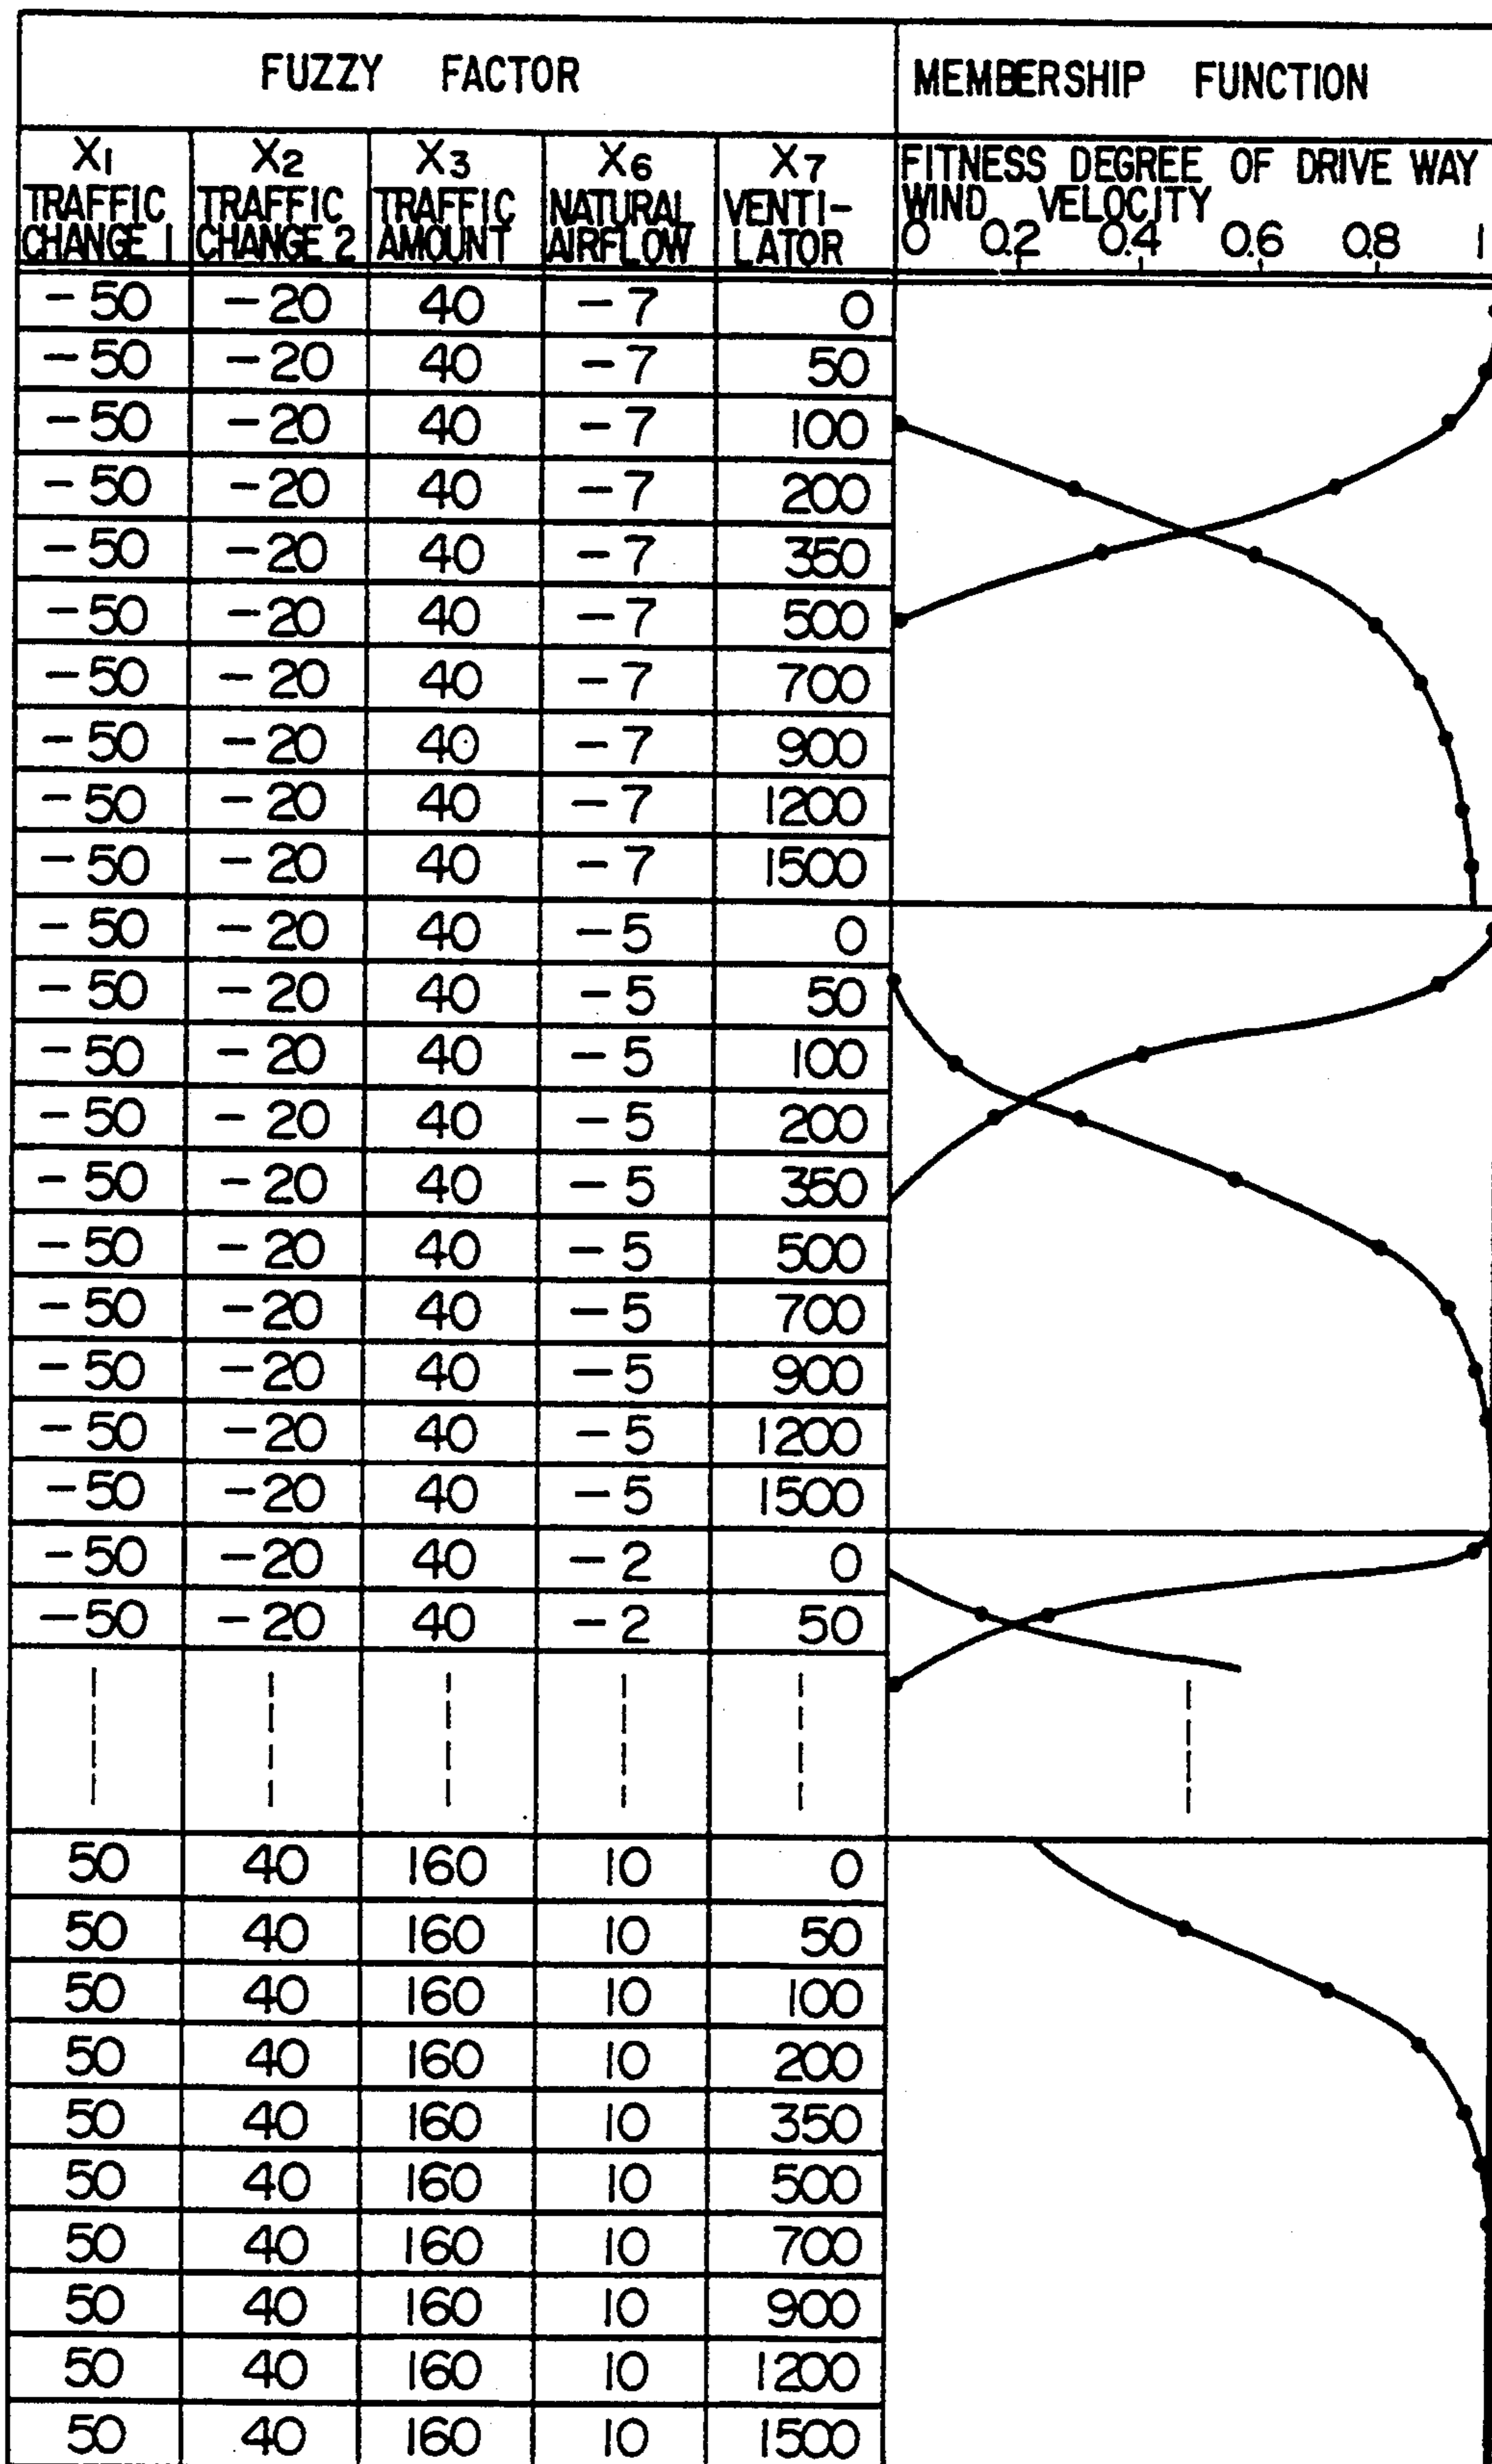 FUZZY FACTOR MEMBERSHIP FUNCTION
X1 X2 X3 X6 X7 FITNESS DEGREE OF DRIVE WAY
TRAFFIC TRAFFIC TRAFFIC NATURAL VENTI- WIND VELOCITY
CHANGE 1 CHANGE 2 AMOUNT AIRFLOW LATOR 0 0.2 0.4 0.6 0.8 1
-50 -20 40 -7 0
-50 -20 40 -7 50
-50 -20 40 -7 100
-50 -20 40 -7 200
-50 -20 40 -7 350
-50 -20 40 -7 500
-50 -20 40 -7 700
-50 -20 40 -7 900
-50 -20 40 -7 1200
-50 -20 40 -7 1500
-50 -20 40 -5 0
-50 -20 40 -5 50
-50 -20 40 -5 100
-50 -20 40 -5 200
-50 -20 40 -5 350
-50 -20 40 -5 500
-50 -20 40 -5 700
-50 -20 40 -5 900
-50 -20 40 -5 1200
-50 -20 40 -5 1500
-50 -20 40 -2 0
-50 -20 40 -2 50
50 40 160 10 0
50 40 160 10 50
50 40 160 10 100
50 40 160 10 200
50 40 160 10 350
50 40 160 10 500
50 40 160 10 700
50 40 160 10 900
50 40 160 10 1200
50 40 160 10 1500